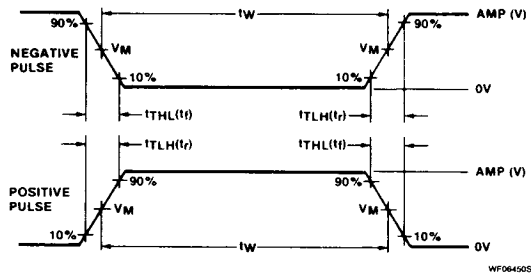 tW
90% 90% AMP (V)
NEGATIVE
PULSE
VM VM
10% 10%
0V
tTHL(tf) tTLH(tr)
tTLH(tr) tTHL(tf)
AMP (V)
90% 90%
POSITIVE
PULSE
VM VM
10% 10%
tW
0V
WF06450S